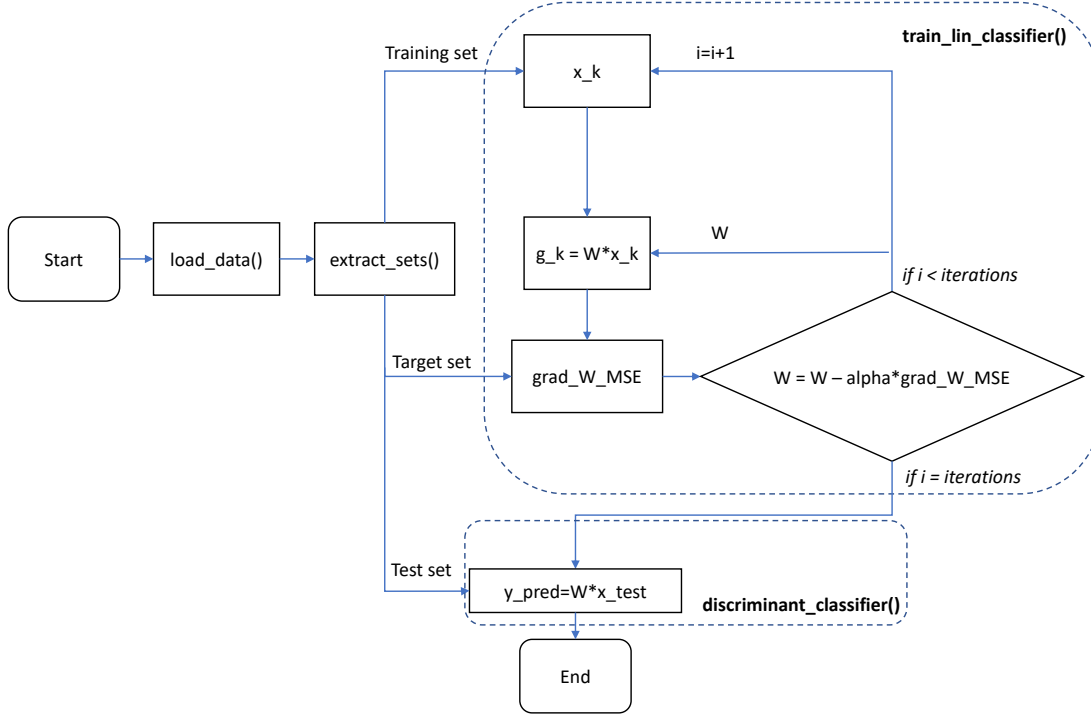 train_lin_classifier()
Training set
i=i+1
x_k
W
Start
load_data()
extract_sets()
g_k = W*x_k
if i < iterations
Target set
grad_W_MSE
W = W – alpha*grad_W_MSE
if i = iterations
Test set
y_pred=W*x_test
discriminant_classifier()
End